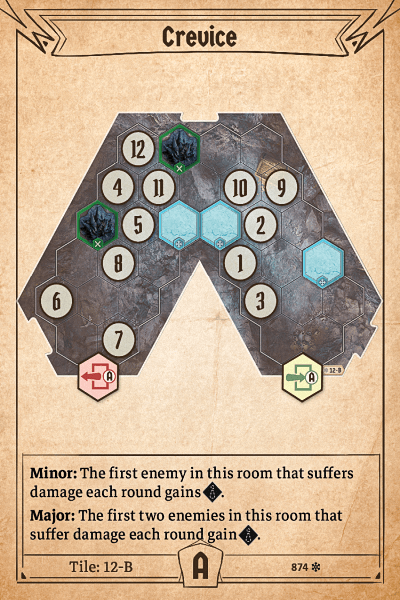 Crevice
12
4 11 10 9
5 2
8 1
6 3
7
A A
12-B
Minor: The first enemy in this room that suffers
damage each round gains .
Major: The first two enemies in this room that
suffer damage each round gain .
Tile: 12-B A 874